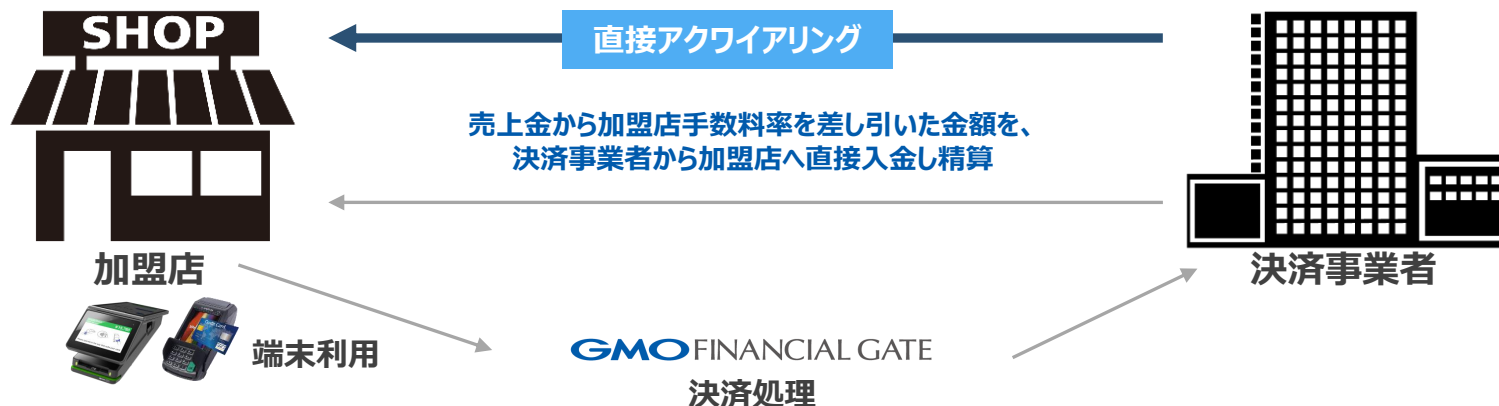 SHOP
直接アクワイアリング
売上金から加盟店手数料率を差し引いた金額を、
決済事業者から加盟店へ直接入金し精算
加盟店
決済事業者
端末利用
GMO FINANCIAL GATE
決済処理